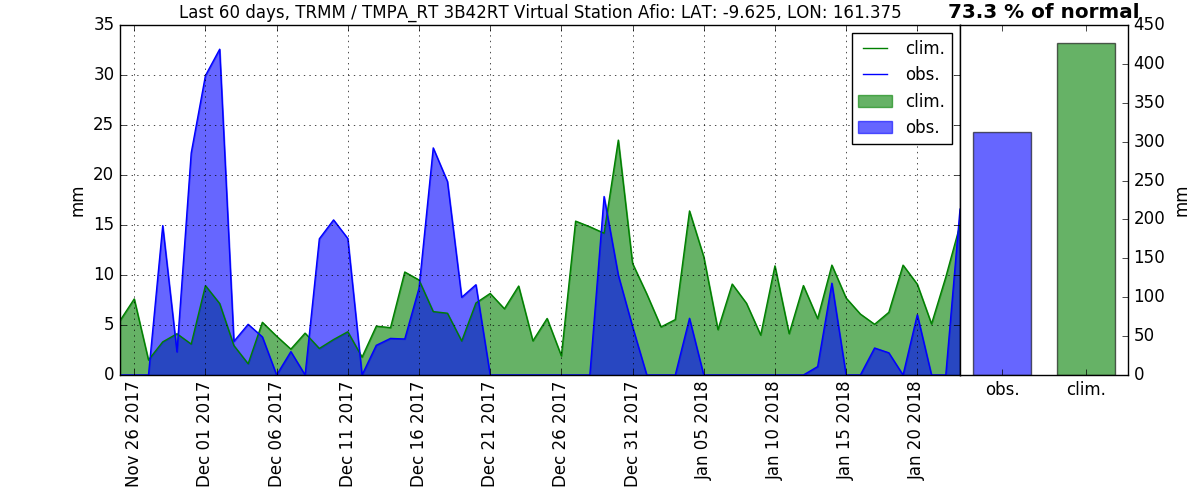 Last 60 days, TRMM / TMPA_RT 3B42RT Virtual Station Afio: LAT: -9.625, LON: 161.375
73.3 % of normal
35
30
25
20
15
10
5
0
mm
clim.
obs.
clim.
obs.
450
400
350
300
250
200
150
100
50
0
mm
Nov 26 2017
Dec 01 2017
Dec 06 2017
Dec 11 2017
Dec 16 2017
Dec 21 2017
Dec 26 2017
Dec 31 2017
Jan 05 2018
Jan 10 2018
Jan 15 2018
Jan 20 2018
obs.
clim.